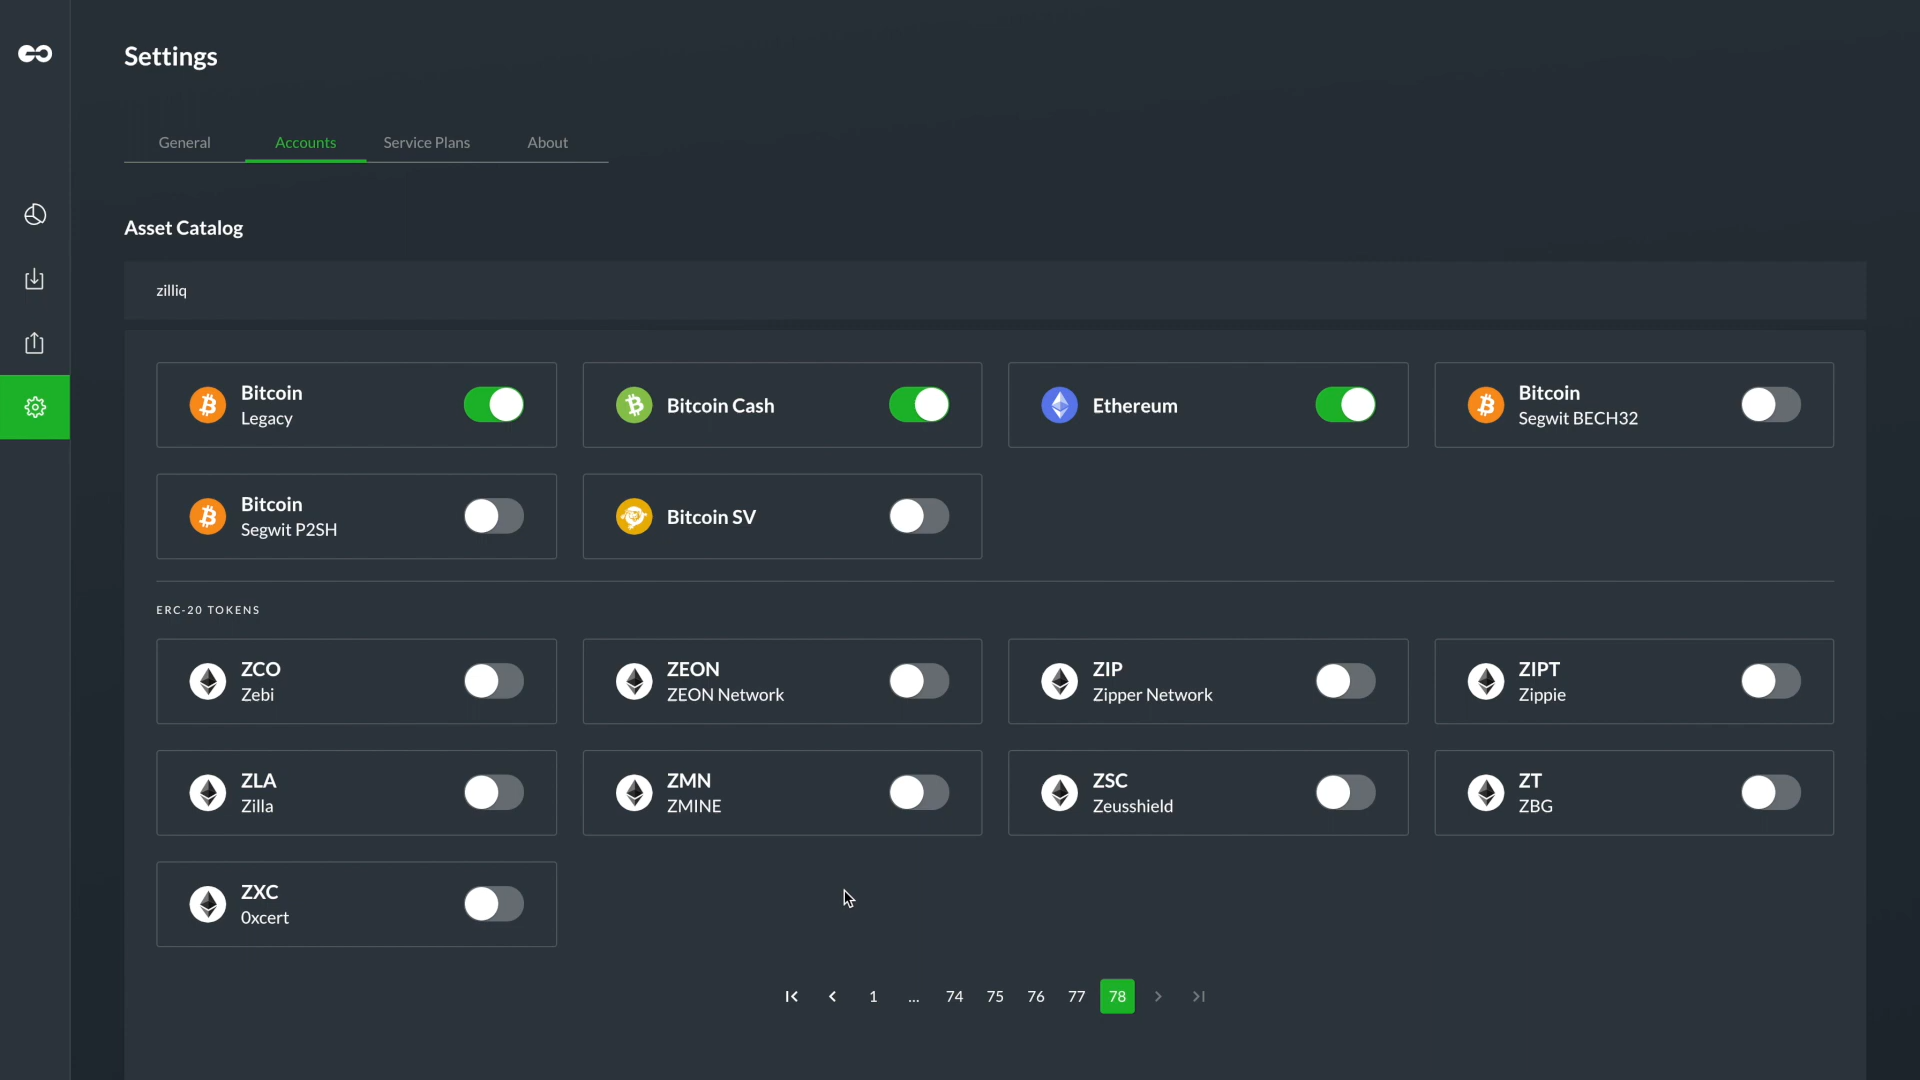 Settings
General Accounts Service Plans About
Asset Catalog
zilliq
Bitcoin
Legacy
Bitcoin Cash
Ethereum
Bitcoin
Segwit BECH32
Bitcoin
Segwit P2SH
Bitcoin SV
ERC-20 TOKENS
ZCO
Zebi
ZEON
ZEON Network
ZIP
Zipper Network
ZIPT
Zippie
ZLA
Zilla
ZMN
ZMINE
ZSC
Zeusshield
ZT
ZBG
ZXC
0xcert
1 ... 74 75 76 77 78